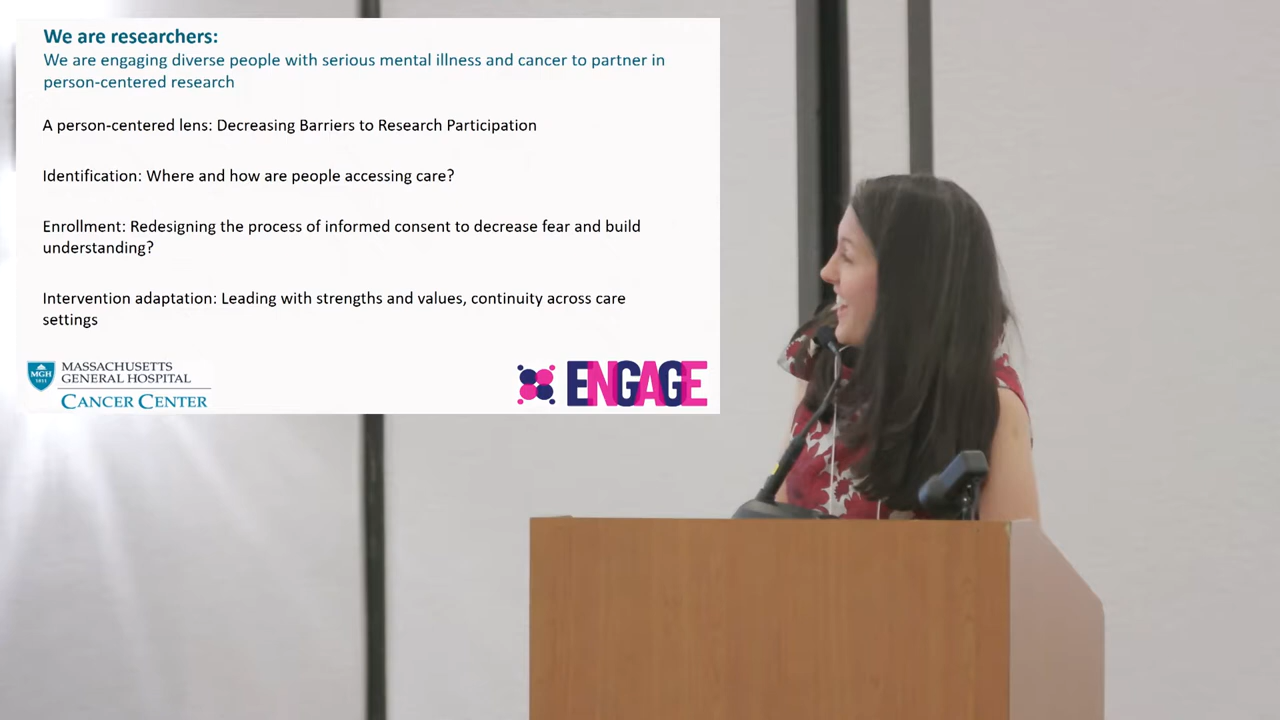 We are researchers:
We are engaging diverse people with serious mental illness and cancer to partner in
person-centered research
A person-centered lens: Decreasing Barriers to Research Participation
Identification: Where and how are people accessing care?
Enrollment: Redesigning the process of informed consent to decrease fear and build
understanding?
Intervention adaptation: Leading with strengths and values, continuity across care
settings
MGH
1811
MASSACHUSETTS
GENERAL HOSPITAL
CANCER CENTER
ENGAGE